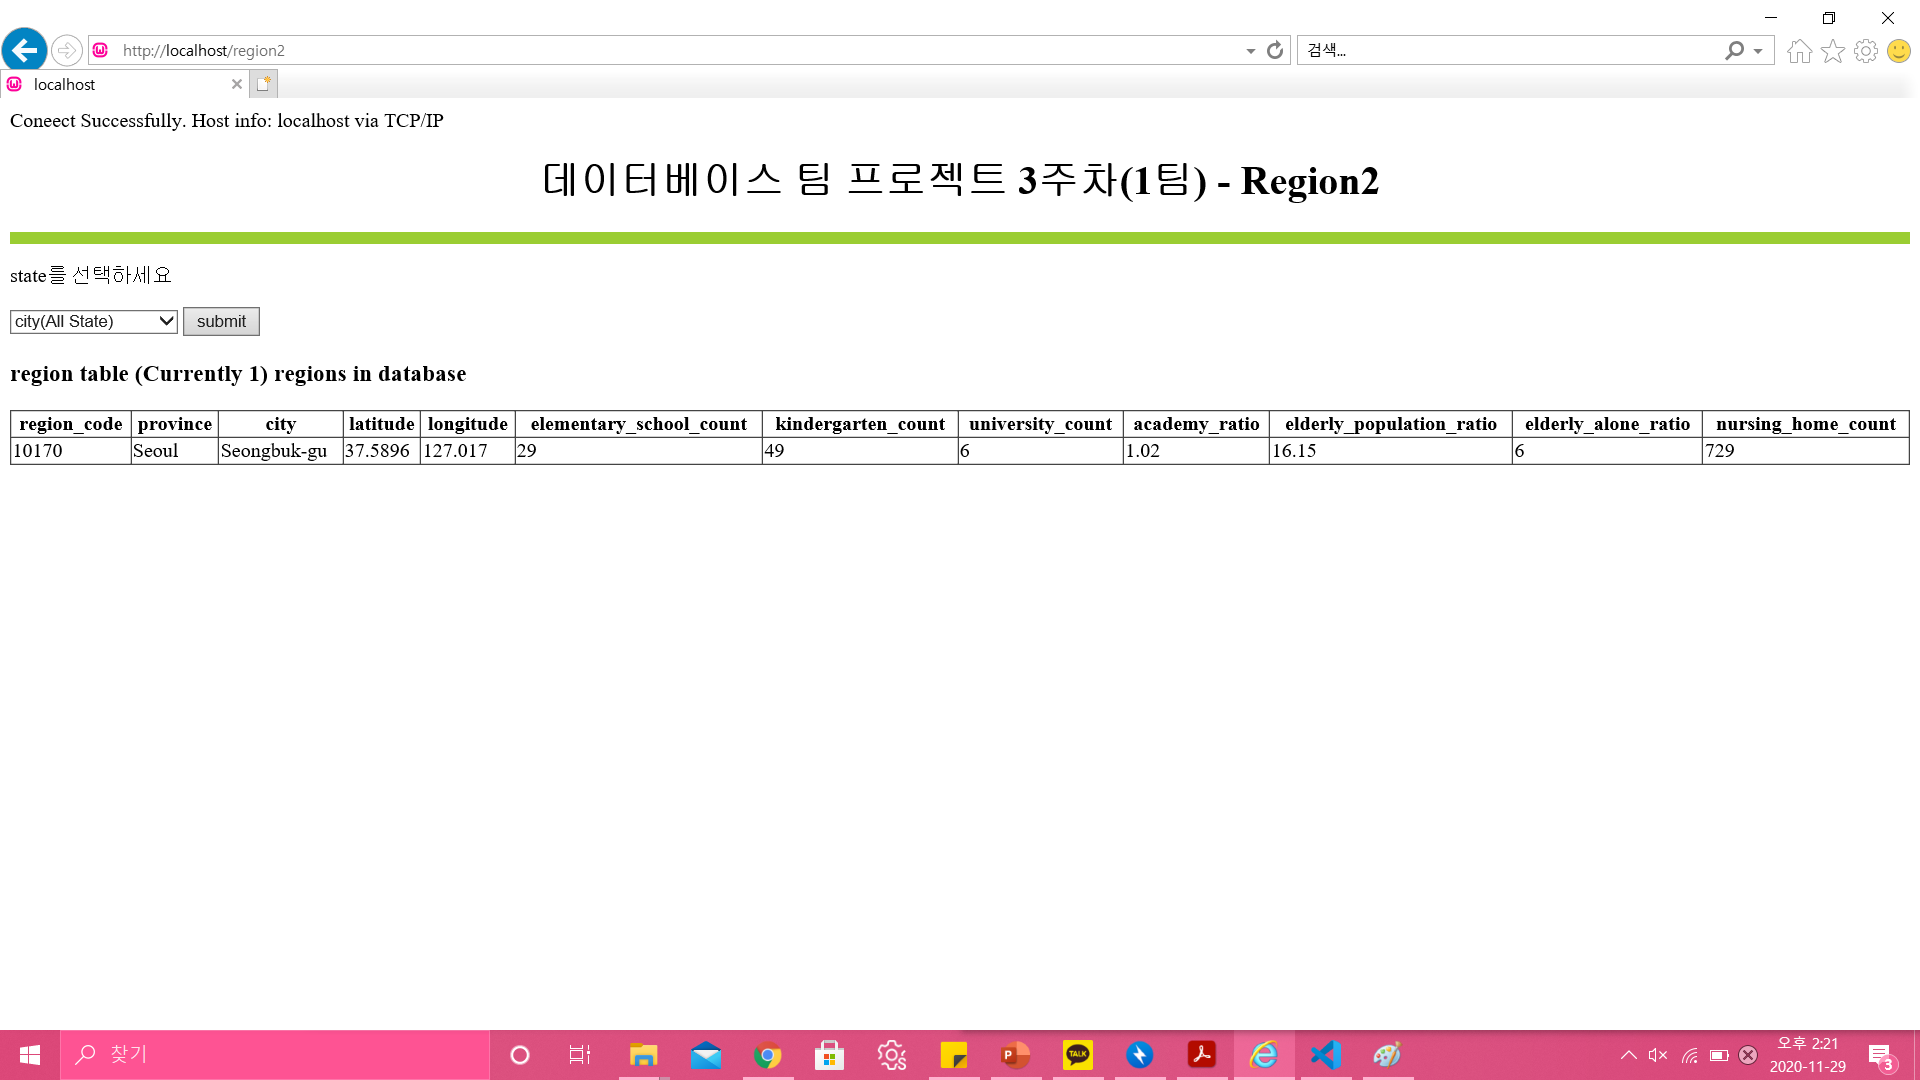 http://localhost/region2
검색...
localhost
Coneect Successfully. Host info: localhost via TCP/IP
데이터베이스 팀 프로젝트 3주차(1팀) - Region2
state를 선택하세요
city(All State) submit
region table (Currently 1) regions in database
region_code province city latitude longitude elementary_school_count kindergarten_count university_count academy_ratio elderly_population_ratio elderly_alone_ratio nursing_home_count
10170 Seoul Seongbuk-gu 37.5896 127.017 29 49 6 1.02 16.15 6 729
찾기
TALK
오후 2:21
2020-11-29
3